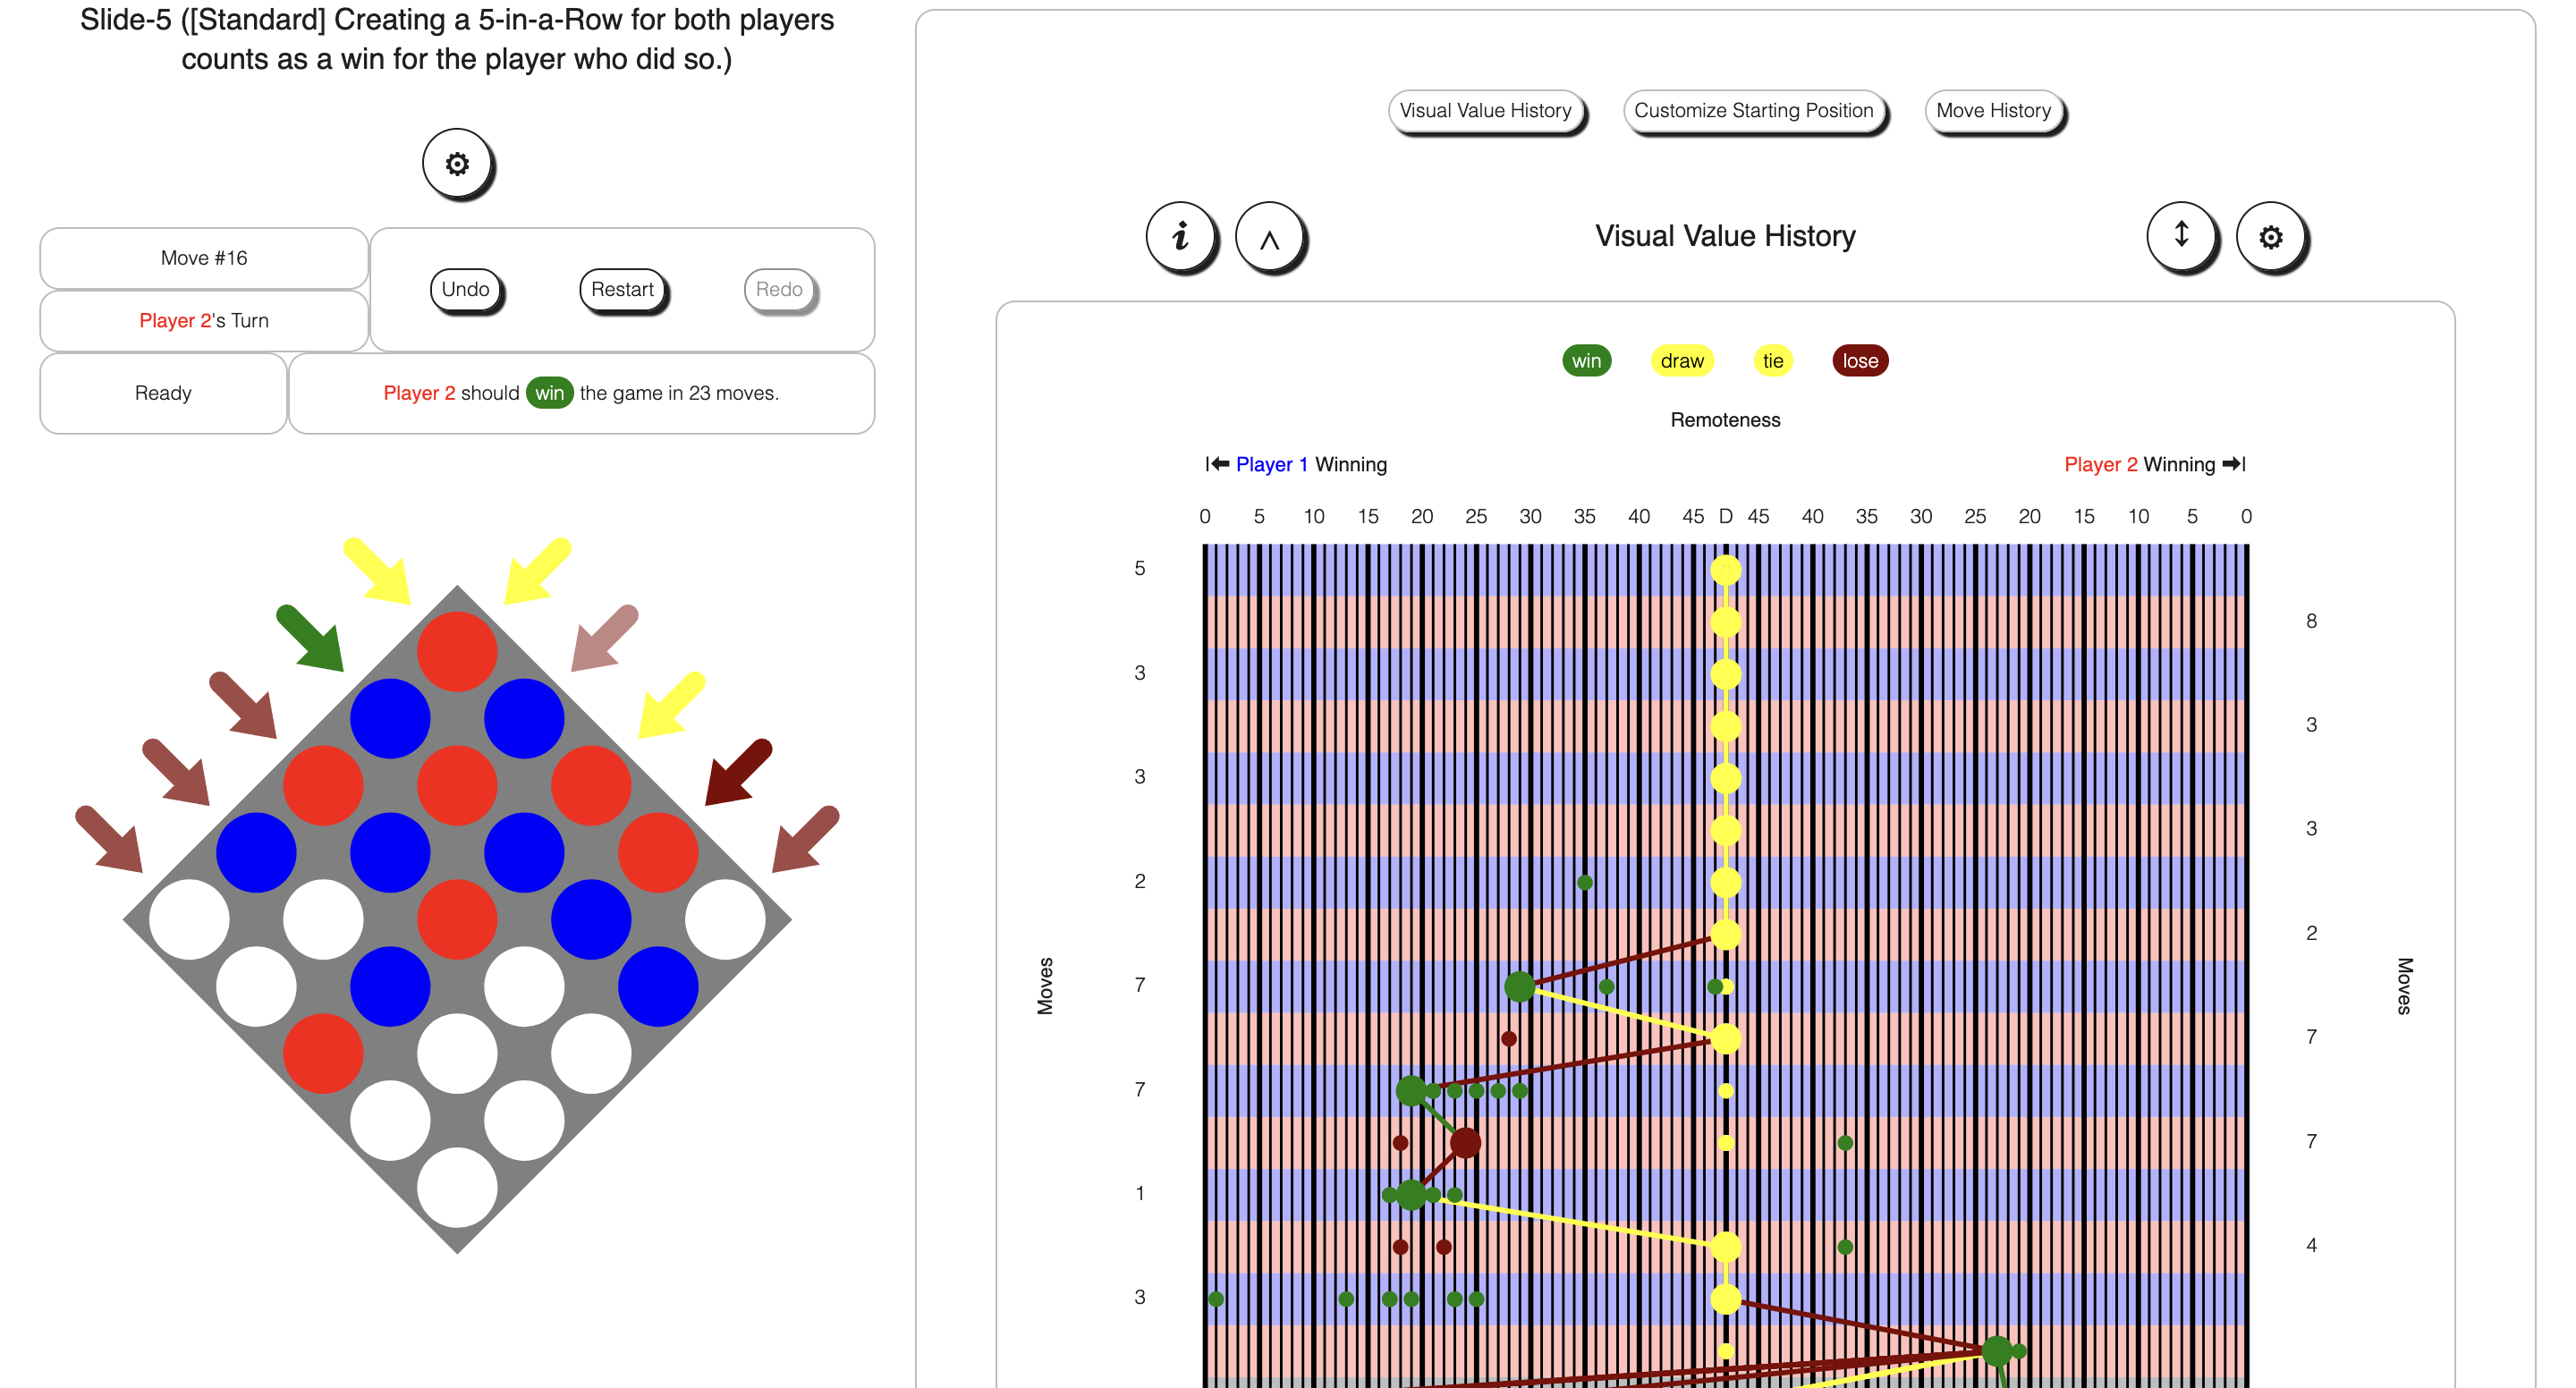 Slide-5 ([Standard] Creating a 5-in-a-Row for both players
counts as a win for the player who did so.)
Move #16
Player 2's Turn
Undo
Restart
Redo
Ready
Player 2 should win the game in 23 moves.
Visual Value History
Customize Starting Position
Move History
i
Visual Value History
win draw tie lose
Remoteness
Player 1 Winning
Player 2 Winning
0 5 10 15 20 25 30 35 40 45 D 45 40 35 30 25 20 15 10 5 0
5
8
3
3
3
3
2
2
7
7
7
7
1
4
3
Moves
Moves